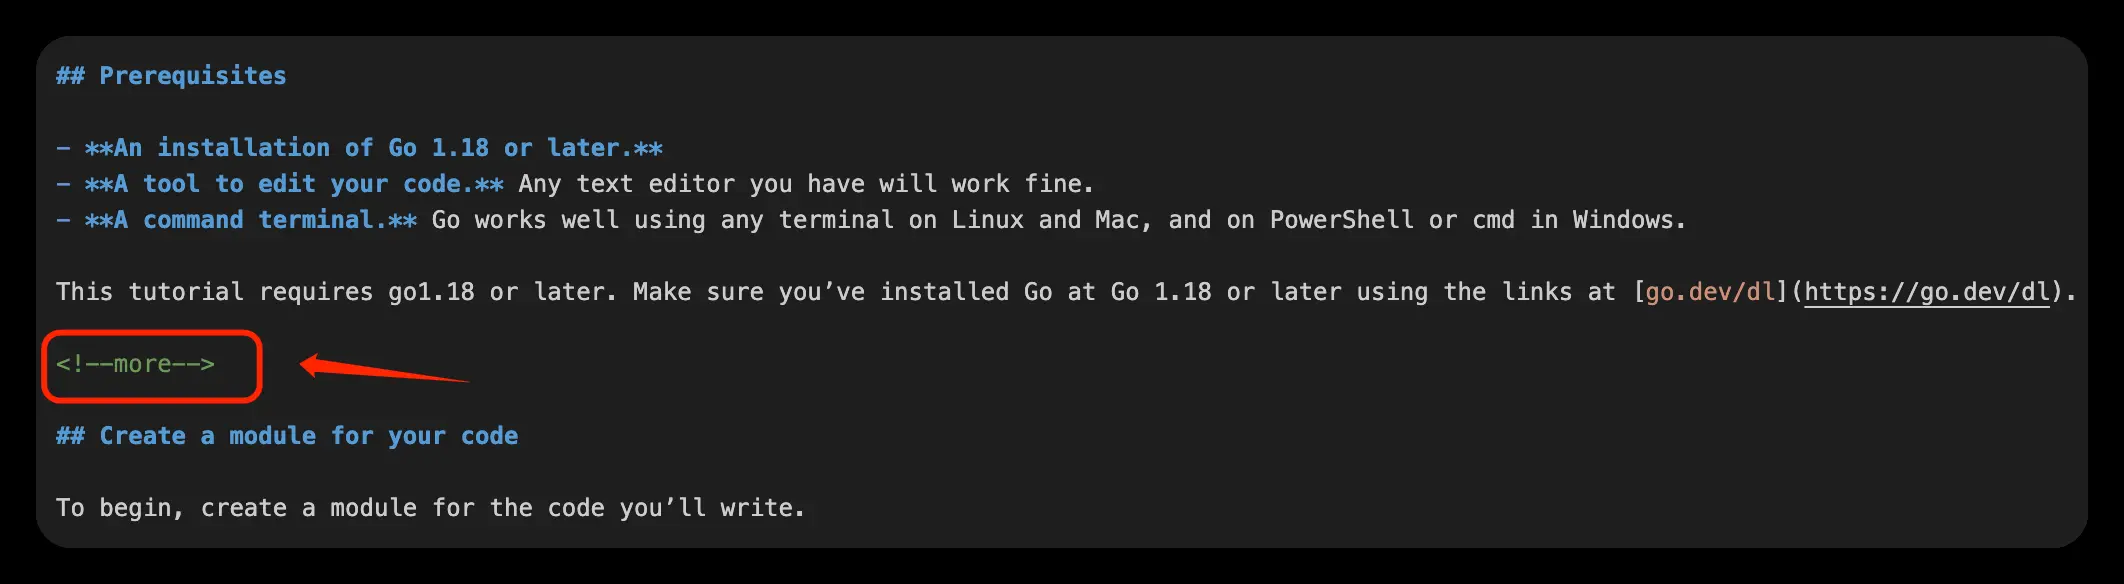 ## Prerequisites
- **An installation of Go 1.18 or later.**
- **A tool to edit your code.** Any text editor you have will work fine.
- **A command terminal.** Go works well using any terminal on Linux and Mac, and on PowerShell or cmd in Windows.
This tutorial requires go1.18 or later. Make sure you’ve installed Go at Go 1.18 or later using the links at [go.dev/dl](https://go.dev/dl).
<!--more-->
## Create a module for your code
To begin, create a module for the code you’ll write.